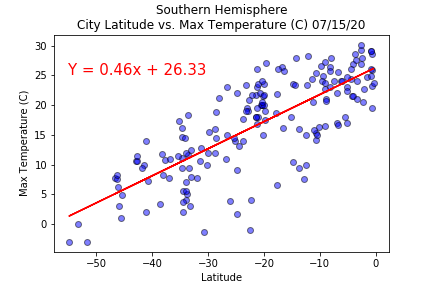 Southern Hemisphere
City Latitude vs. Max Temperature (C) 07/15/20
Y = 0.46x + 26.33
Max Temperature (C)
30
25
20
15
10
5
0
−50
−40
−30
−20
−10
0
Latitude